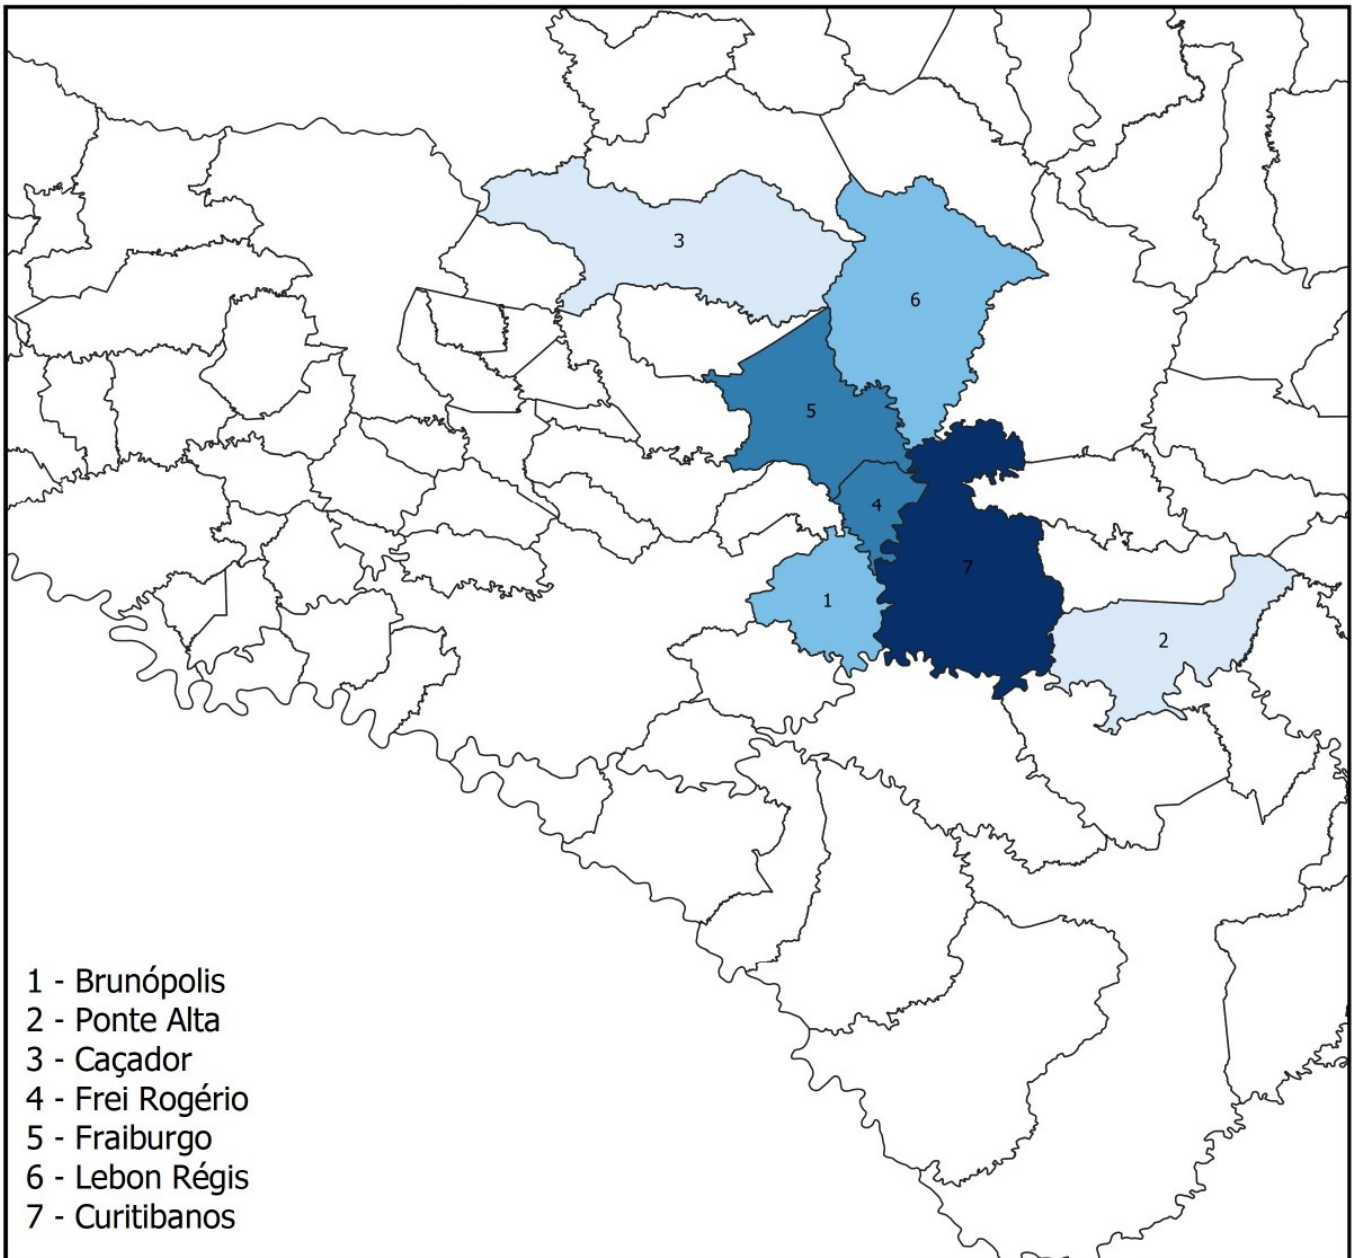 3
6
5
4
7
1
2
1 - Brunópolis
2 - Ponte Alta
3 - Caçador
4 - Frei Rogério
5 - Fraiburgo
6 - Lebon Régis
7 - Curitibanos